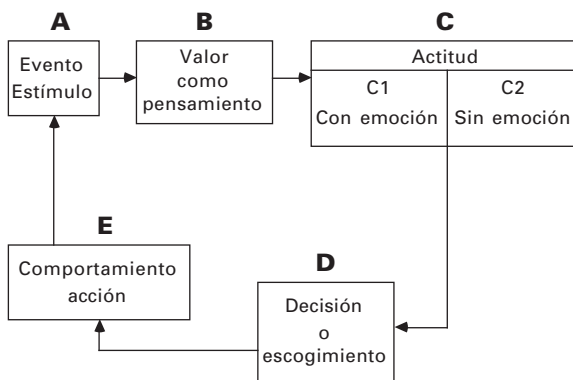 A
Evento
Estímulo
B
Valor
como
pensamiento
C
Actitud
C1
Con emoción
C2
Sin emoción
E
Comportamiento
acción
D
Decisión
o
escogimiento